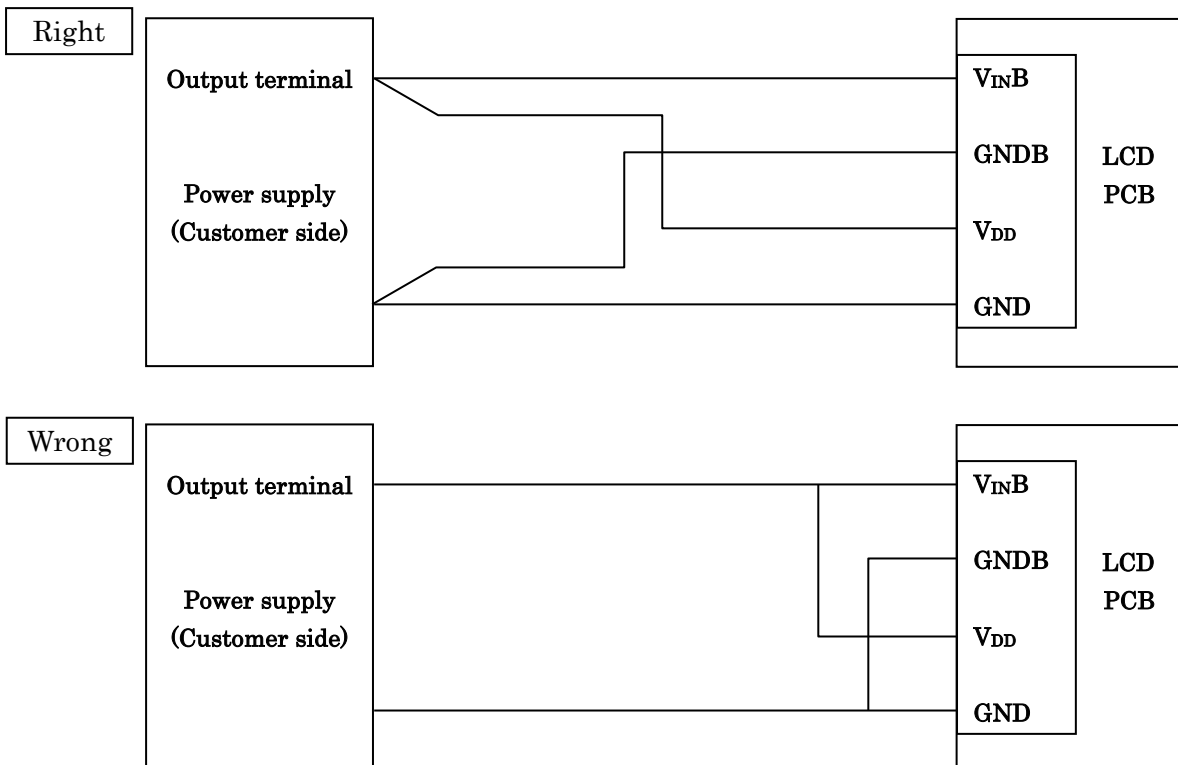 Right
Output terminal
Power supply
(Customer side)
VINB
GNDB
VDD
GND
LCD
PCB
Wrong
Output terminal
Power supply
(Customer side)
VINB
GNDB
VDD
GND
LCD
PCB